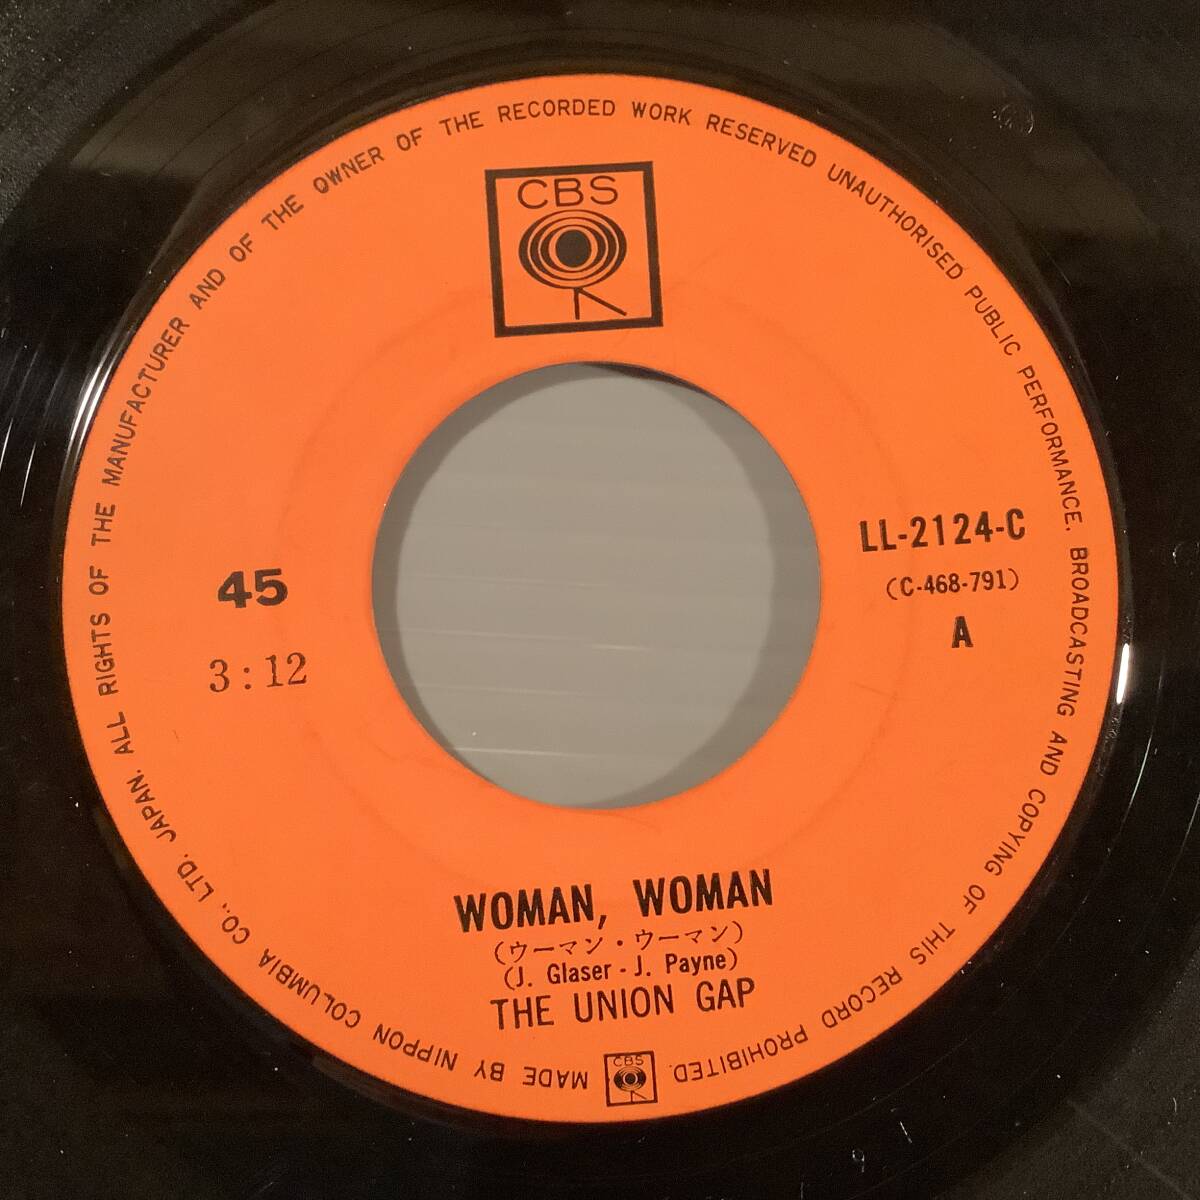 CBS
45
3:12
LL-2124-C
(C-468-791)
A
WOMAN, WOMAN
(ウーマン・ウーマン)
(J. Glaser - J. Payne)
THE UNION GAP
MADE BY NIPPON COLUMBIA CO., LTD. JAPAN. ALL RIGHTS OF THE MANUFACTURER AND OF THE OWNER OF THE RECORDED WORK RESERVED UNAUTHORISED PUBLIC PERFORMANCE. BROADCASTING AND COPYING OF THIS RECORD PROHIBITED.
CBS